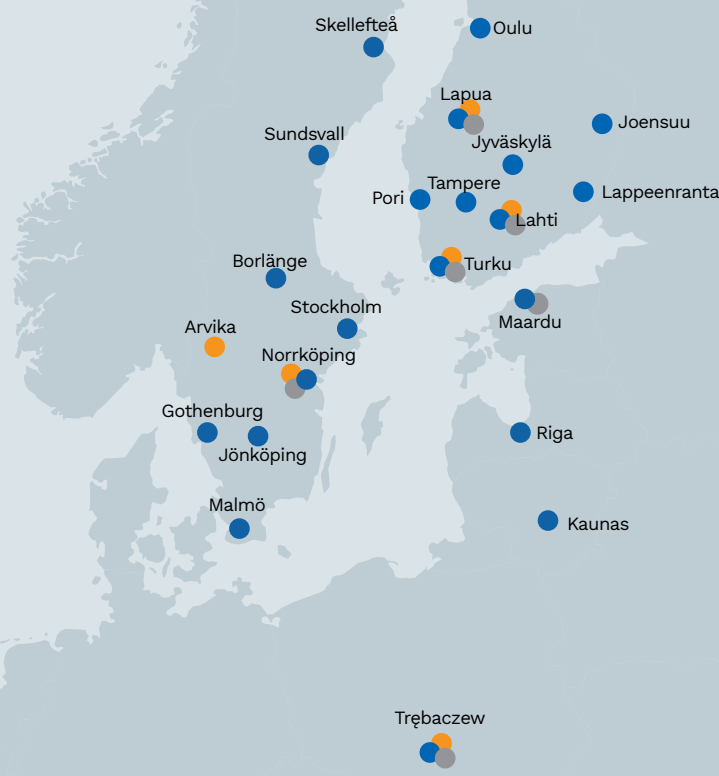 Skellefteå
Oulu
Lapua
Joensuu
Sundsvall
Jyväskylä
Tampere
Pori
Lappeenranta
Lahti
Borlänge
Turku
Stockholm
Maardu
Arvika
Norrköping
Gothenburg
Riga
Jönköping
Malmö
Kaunas
Trębaczew